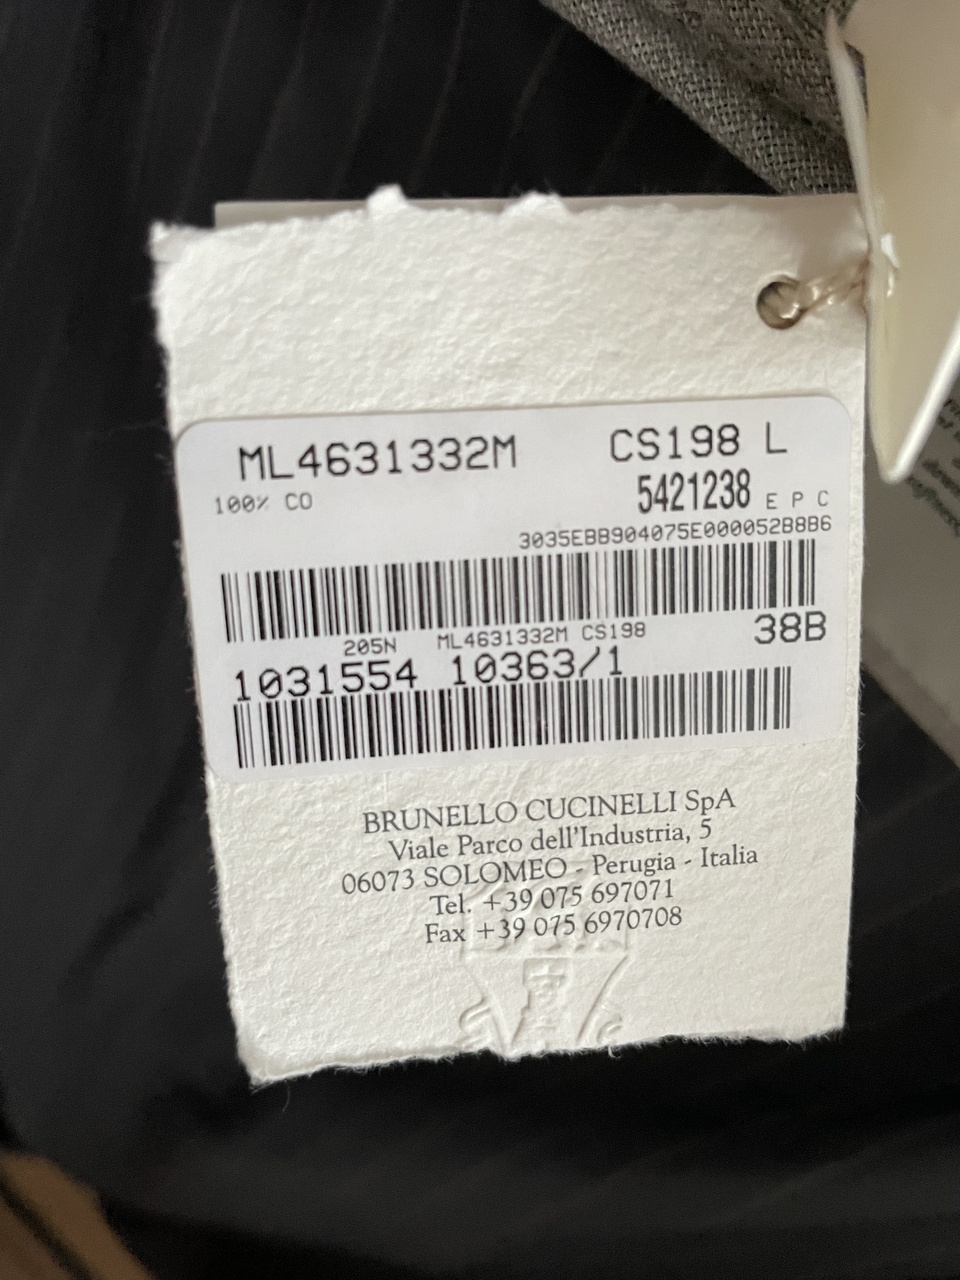 ML4631332M CS198 L
100% CO 5421238 E P C
3035EBB904075E000052B8B6
205N ML4631332M CS198 38B
1031554 10363/1
BRUNELLO CUCINELLI SpA
Viale Parco dell'Industria, 5
06073 SOLOMEO - Perugia - Italia
Tel. +39 075 697071
Fax +39 075 6970708